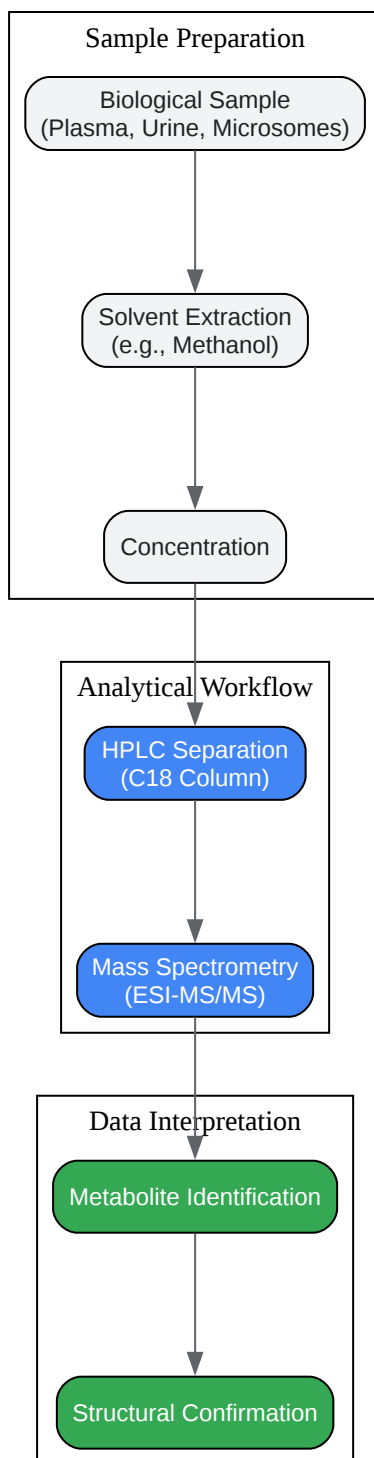 Sample Preparation
Biological Sample
(Plasma, Urine, Microsomes)
Solvent Extraction
(e.g., Methanol)
Concentration
Analytical Workflow
HPLC Separation
(C18 Column)
Mass Spectrometry
(ESI-MS/MS)
Data Interpretation
Metabolite Identification
Structural Confirmation